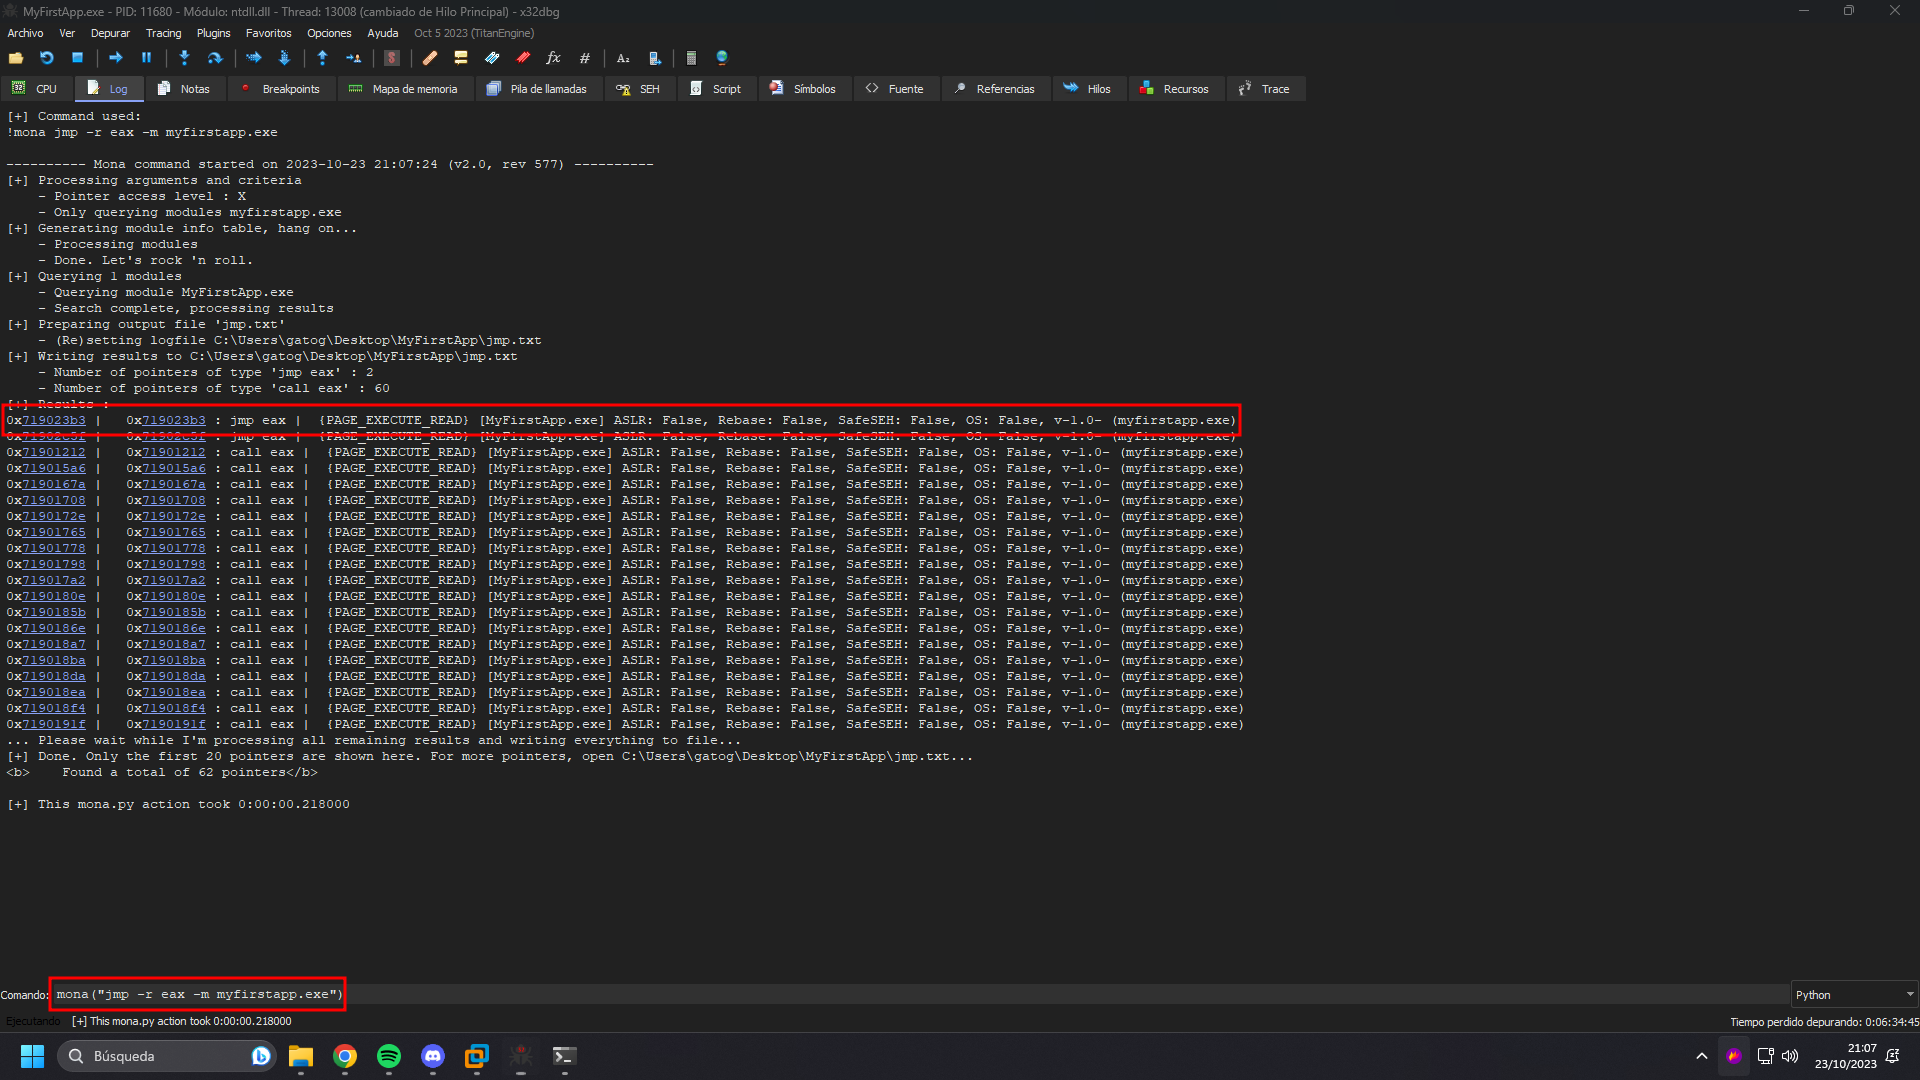 MyFirstApp.exe - PID: 11680 - Módulo: ntdll.dll - Thread: 13008 (cambiado de Hilo Principal) - x32dbg
Archivo Ver Depurar Tracing Plugins Favoritos Opciones Ayuda Oct 5 2023 (TitanEngine)
CPU Log Notas Breakpoints Mapa de memoria Pila de llamadas SEH Script Símbolos Fuente Referencias Hilos Recursos Trace
[+] Command used:
!mona jmp -r eax -m myfirstapp.exe
---------- Mona command started on 2023-10-23 21:07:24 (v2.0, rev 577) ----------
[+] Processing arguments and criteria
- Pointer access level : X
- Only querying modules myfirstapp.exe
[+] Generating module info table, hang on...
- Processing modules
- Done. Let's rock 'n roll.
[+] Querying 1 modules
- Querying module MyFirstApp.exe
- Search complete, processing results
[+] Preparing output file 'jmp.txt'
- (Re)setting logfile C:\Users\gatog\Desktop\MyFirstApp\jmp.txt
[+] Writing results to C:\Users\gatog\Desktop\MyFirstApp\jmp.txt
- Number of pointers of type 'jmp eax' : 2
- Number of pointers of type 'call eax' : 60
[+] Results :
0x719023b3 | 0x719023b3 : jmp eax | {PAGE_EXECUTE_READ} [MyFirstApp.exe] ASLR: False, Rebase: False, SafeSEH: False, OS: False, v-1.0- (myfirstapp.exe)
0x71902c5f | 0x71902c5f : jmp eax | {PAGE_EXECUTE_READ} [MyFirstApp.exe] ASLR: False, Rebase: False, SafeSEH: False, OS: False, v-1.0- (myfirstapp.exe)
0x71901212 | 0x71901212 : call eax | {PAGE_EXECUTE_READ} [MyFirstApp.exe] ASLR: False, Rebase: False, SafeSEH: False, OS: False, v-1.0- (myfirstapp.exe)
0x719015a6 | 0x719015a6 : call eax | {PAGE_EXECUTE_READ} [MyFirstApp.exe] ASLR: False, Rebase: False, SafeSEH: False, OS: False, v-1.0- (myfirstapp.exe)
0x7190167a | 0x7190167a : call eax | {PAGE_EXECUTE_READ} [MyFirstApp.exe] ASLR: False, Rebase: False, SafeSEH: False, OS: False, v-1.0- (myfirstapp.exe)
0x71901708 | 0x71901708 : call eax | {PAGE_EXECUTE_READ} [MyFirstApp.exe] ASLR: False, Rebase: False, SafeSEH: False, OS: False, v-1.0- (myfirstapp.exe)
0x7190172e | 0x7190172e : call eax | {PAGE_EXECUTE_READ} [MyFirstApp.exe] ASLR: False, Rebase: False, SafeSEH: False, OS: False, v-1.0- (myfirstapp.exe)
0x71901765 | 0x71901765 : call eax | {PAGE_EXECUTE_READ} [MyFirstApp.exe] ASLR: False, Rebase: False, SafeSEH: False, OS: False, v-1.0- (myfirstapp.exe)
0x71901778 | 0x71901778 : call eax | {PAGE_EXECUTE_READ} [MyFirstApp.exe] ASLR: False, Rebase: False, SafeSEH: False, OS: False, v-1.0- (myfirstapp.exe)
0x71901798 | 0x71901798 : call eax | {PAGE_EXECUTE_READ} [MyFirstApp.exe] ASLR: False, Rebase: False, SafeSEH: False, OS: False, v-1.0- (myfirstapp.exe)
0x719017a2 | 0x719017a2 : call eax | {PAGE_EXECUTE_READ} [MyFirstApp.exe] ASLR: False, Rebase: False, SafeSEH: False, OS: False, v-1.0- (myfirstapp.exe)
0x7190180e | 0x7190180e : call eax | {PAGE_EXECUTE_READ} [MyFirstApp.exe] ASLR: False, Rebase: False, SafeSEH: False, OS: False, v-1.0- (myfirstapp.exe)
0x7190185b | 0x7190185b : call eax | {PAGE_EXECUTE_READ} [MyFirstApp.exe] ASLR: False, Rebase: False, SafeSEH: False, OS: False, v-1.0- (myfirstapp.exe)
0x7190186e | 0x7190186e : call eax | {PAGE_EXECUTE_READ} [MyFirstApp.exe] ASLR: False, Rebase: False, SafeSEH: False, OS: False, v-1.0- (myfirstapp.exe)
0x719018a7 | 0x719018a7 : call eax | {PAGE_EXECUTE_READ} [MyFirstApp.exe] ASLR: False, Rebase: False, SafeSEH: False, OS: False, v-1.0- (myfirstapp.exe)
0x719018ba | 0x719018ba : call eax | {PAGE_EXECUTE_READ} [MyFirstApp.exe] ASLR: False, Rebase: False, SafeSEH: False, OS: False, v-1.0- (myfirstapp.exe)
0x719018da | 0x719018da : call eax | {PAGE_EXECUTE_READ} [MyFirstApp.exe] ASLR: False, Rebase: False, SafeSEH: False, OS: False, v-1.0- (myfirstapp.exe)
0x719018ea | 0x719018ea : call eax | {PAGE_EXECUTE_READ} [MyFirstApp.exe] ASLR: False, Rebase: False, SafeSEH: False, OS: False, v-1.0- (myfirstapp.exe)
0x719018f4 | 0x719018f4 : call eax | {PAGE_EXECUTE_READ} [MyFirstApp.exe] ASLR: False, Rebase: False, SafeSEH: False, OS: False, v-1.0- (myfirstapp.exe)
0x7190191f | 0x7190191f : call eax | {PAGE_EXECUTE_READ} [MyFirstApp.exe] ASLR: False, Rebase: False, SafeSEH: False, OS: False, v-1.0- (myfirstapp.exe)
... Please wait while I'm processing all remaining results and writing everything to file...
[+] Done. Only the first 20 pointers are shown here. For more pointers, open C:\Users\gatog\Desktop\MyFirstApp\jmp.txt...
<b> Found a total of 62 pointers</b>
[+] This mona.py action took 0:00:00.218000
Comando: mona("jmp -r eax -m myfirstapp.exe") Python
Ejecutando [+] This mona.py action took 0:00:00.218000 Tiempo perdido depurando: 0:06:34:45
Búsqueda
21:07
23/10/2023